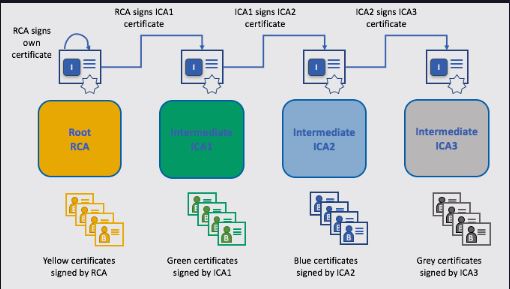 RCA signs
own
certificate
RCA signs ICA1
certificate
ICA1 signs ICA2
certificate
ICA2 signs ICA3
certificate
I
I
I
I
Root
RCA
Intermediate
ICA1
Intermediate
ICA2
Intermediate
ICA3
B
B
B
B
Yellow certificates
signed by RCA
Green certificates
signed by ICA1
Blue certificates
signed by ICA2
Grey certificates
signed by ICA3